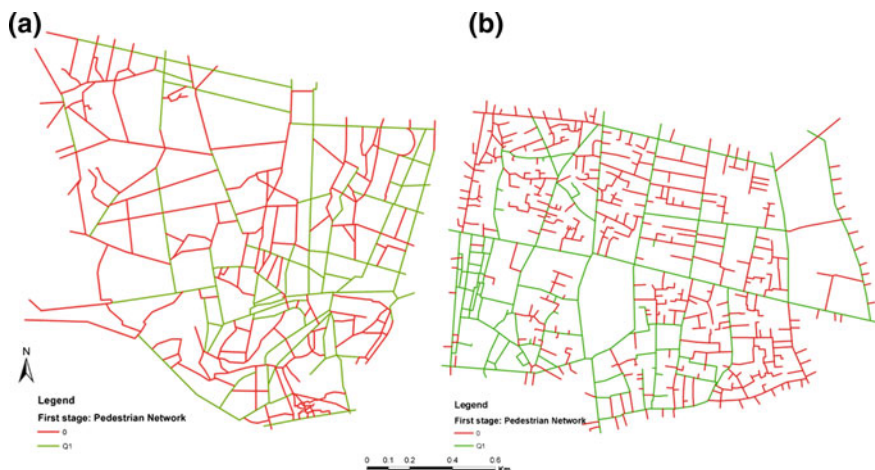 (a)
(b)
N
Legend
First stage: Pedestrian Network
0
Q1
Legend
First stage: Pedestrian Network
0
Q1
0 0.1 0.2 0.4 0.6
Km